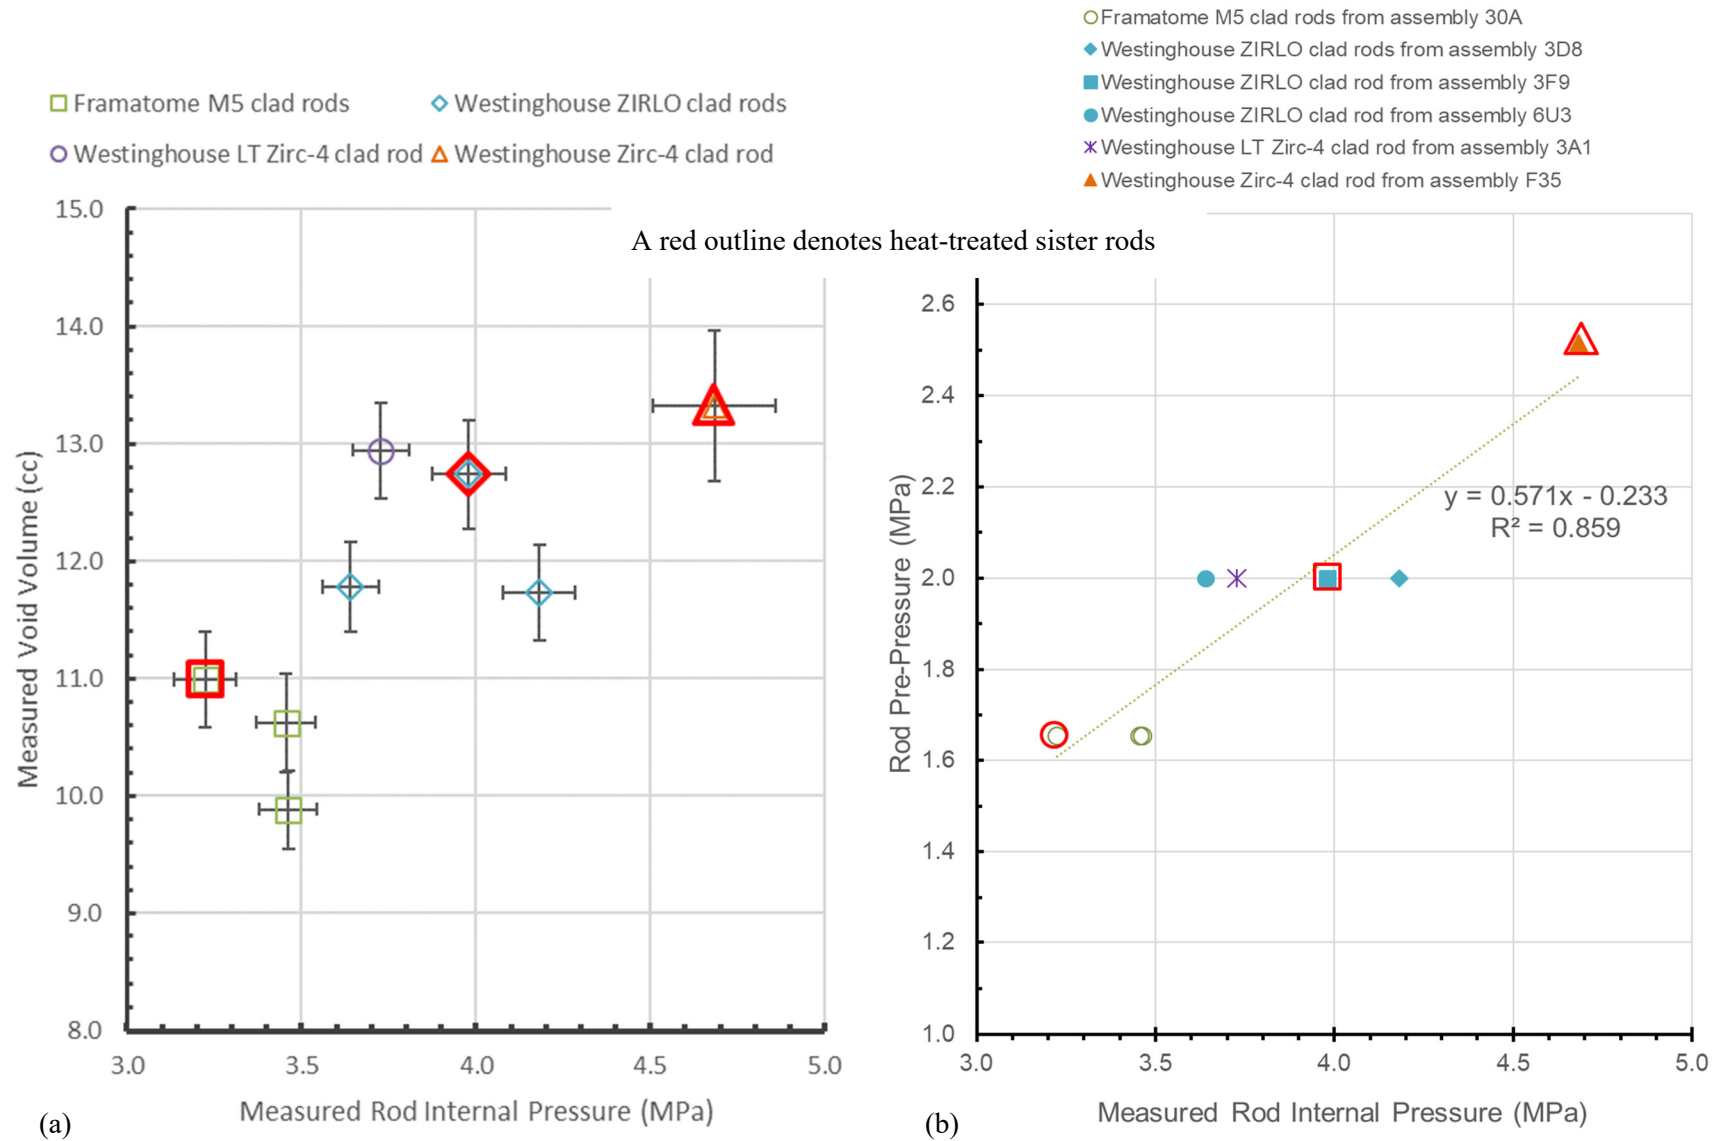 Framatome M5 clad rods
Westinghouse ZIRLO clad rods
Westinghouse LT Zirc-4 clad rod
Westinghouse Zirc-4 clad rod
Framatome M5 clad rods from assembly 30A
Westinghouse ZIRLO clad rods from assembly 3D8
Westinghouse ZIRLO clad rod from assembly 3F9
Westinghouse ZIRLO clad rod from assembly 6U3
Westinghouse LT Zirc-4 clad rod from assembly 3A1
Westinghouse Zirc-4 clad rod from assembly F35
A red outline denotes heat-treated sister rods
Measured Void Volume (cc)
15.0
14.0
13.0
12.0
11.0
10.0
9.0
8.0
3.0
3.5
4.0
4.5
5.0
Measured Rod Internal Pressure (MPa)
(a)
Rod Pre-Pressure (MPa)
2.6
2.4
2.2
2.0
1.8
1.6
1.4
1.2
1.0
y = 0.571x - 0.233
R² = 0.859
3.0
3.5
4.0
4.5
5.0
Measured Rod Internal Pressure (MPa)
(b)